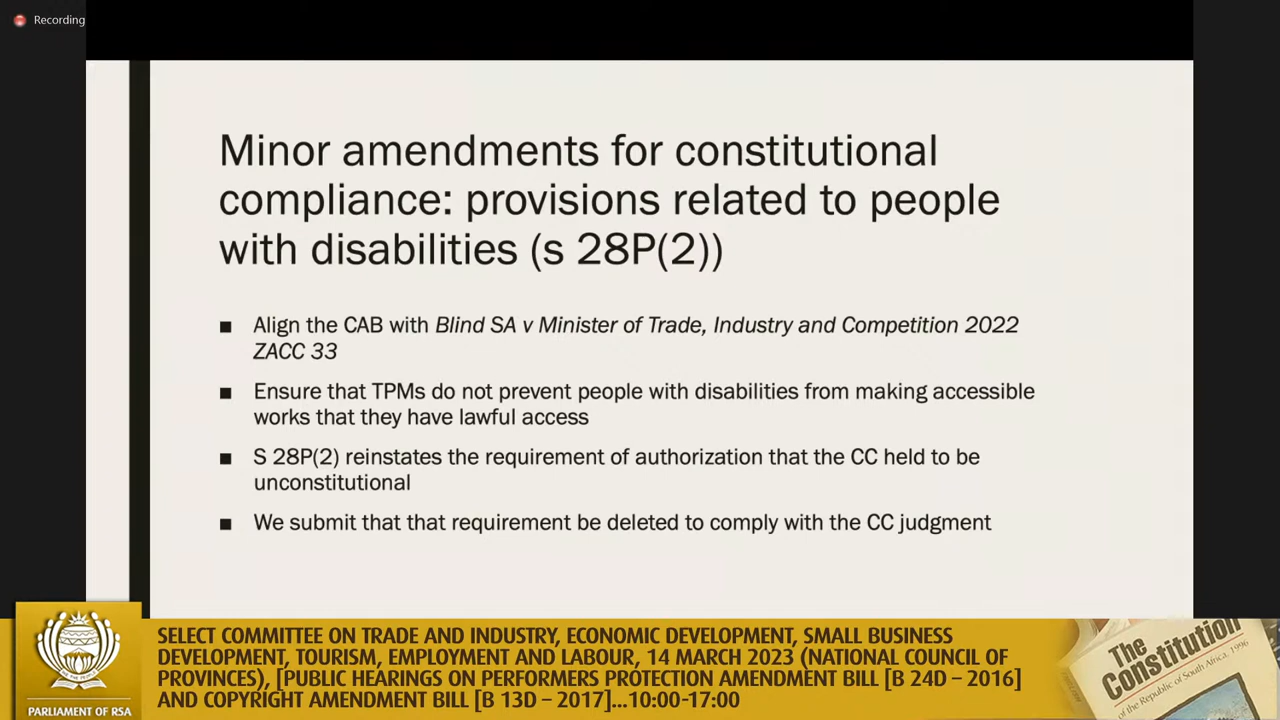 Recording
Minor amendments for constitutional
compliance: provisions related to people
with disabilities (s 28P(2))
■ Align the CAB with Blind SA v Minister of Trade, Industry and Competition 2022
ZACC 33
■ Ensure that TPMs do not prevent people with disabilities from making accessible
works that they have lawful access
■ S 28P(2) reinstates the requirement of authorization that the CC held to be
unconstitutional
■ We submit that that requirement be deleted to comply with the CC judgment
SELECT COMMITTEE ON TRADE AND INDUSTRY, ECONOMIC DEVELOPMENT, SMALL BUSINESS
DEVELOPMENT, TOURISM, EMPLOYMENT AND LABOUR, 14 MARCH 2023 (NATIONAL COUNCIL OF
PROVINCES), [PUBLIC HEARINGS ON PERFORMERS PROTECTION AMENDMENT BILL [B 24D – 2016]
AND COPYRIGHT AMENDMENT BILL [B 13D – 2017]...10:00-17:00
PARLIAMENT OF RSA
The
Constitution
of the Republic of South Africa, 1996